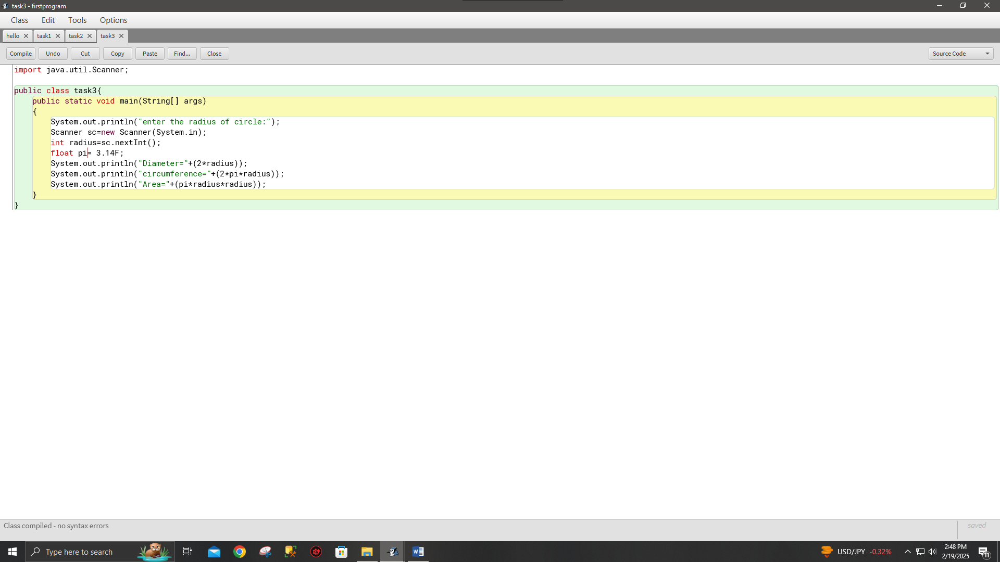 task3 - firstprogram
Class Edit Tools Options
hello task1 task2 task3
Compile Undo Cut Copy Paste Find... Close Source Code
import java.util.Scanner;
public class task3{
public static void main(String[] args)
{
System.out.println("enter the radius of circle:");
Scanner sc=new Scanner(System.in);
int radius=sc.nextInt();
float pi= 3.14F;
System.out.println("Diameter="+(2*radius));
System.out.println("circumference="+(2*pi*radius));
System.out.println("Area="+(pi*radius*radius));
}
}
Class compiled - no syntax errors saved
Type here to search USD/JPY -0.32% 2:48 PM
2/19/2025 11